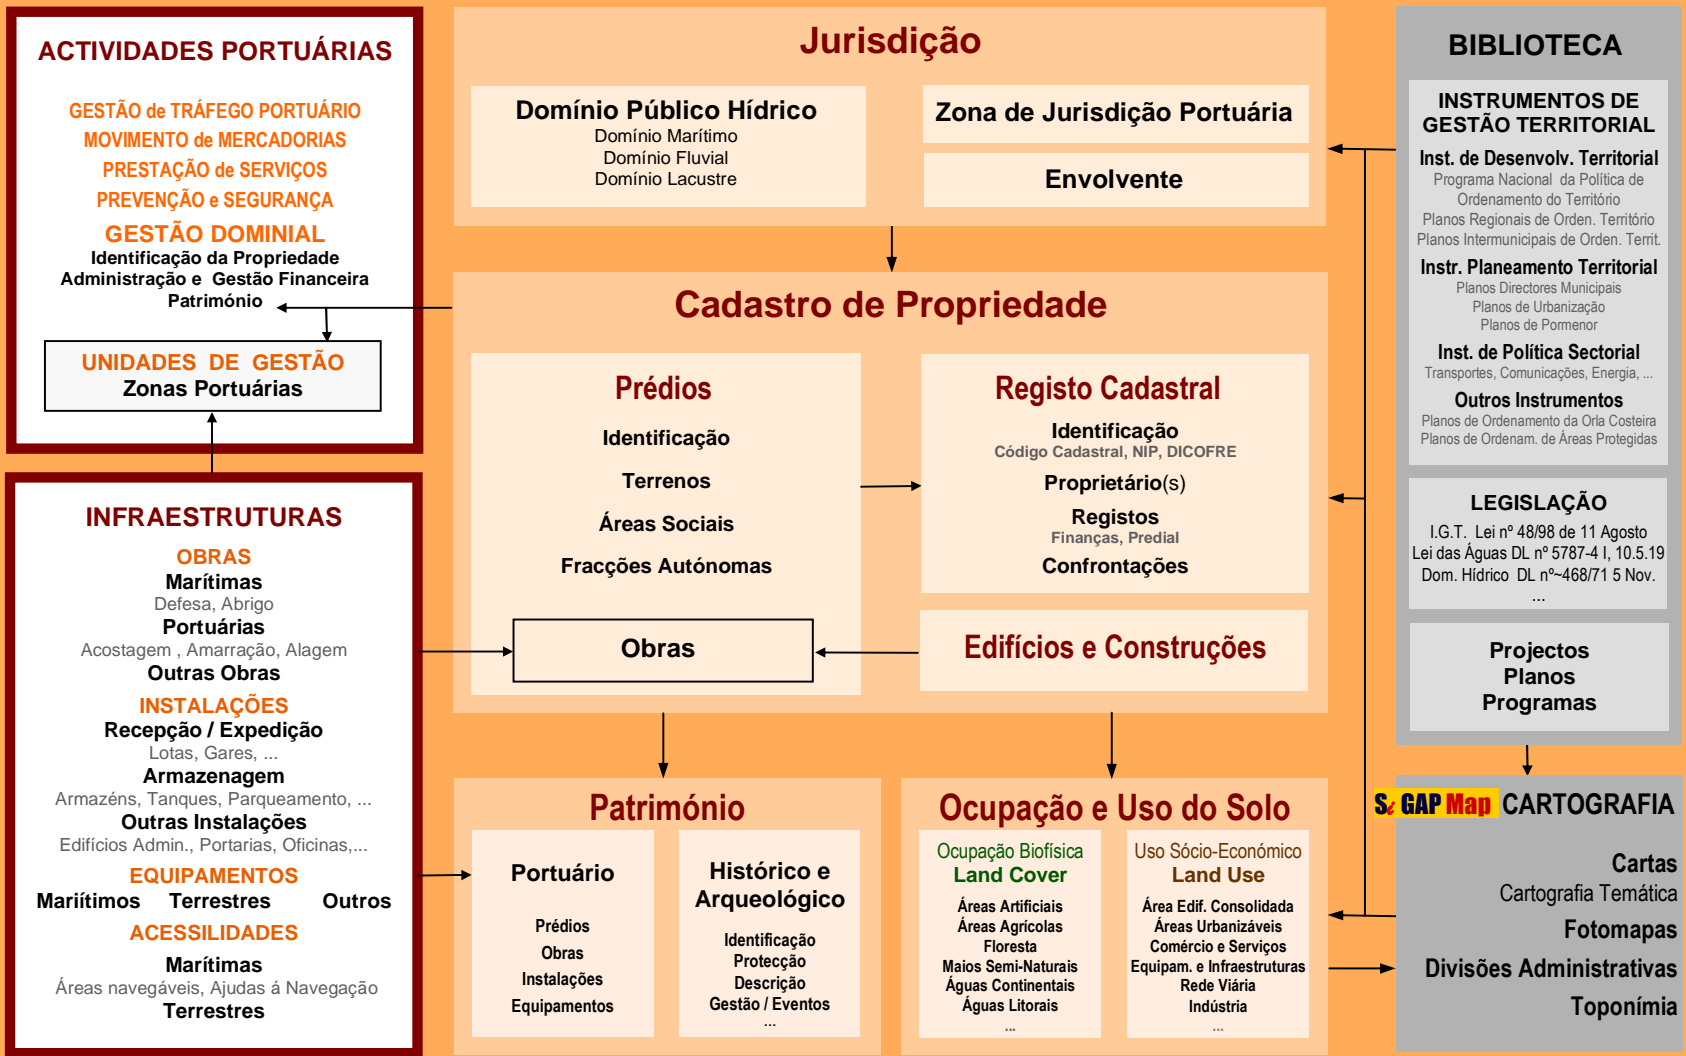 ACTIVIDADES PORTUÁRIAS
GESTÃO de TRÁFEGO PORTUÁRIO
MOVIMENTO de MERCADORIAS
PRESTAÇÃO de SERVIÇOS
PREVENÇÃO e SEGURANÇA
GESTÃO DOMINIAL
Identificação da Propriedade
Administração e Gestão Financeira
Património
UNIDADES DE GESTÃO
Zonas Portuárias
INFRAESTRUTURAS
OBRAS
Marítimas
Defesa, Abrigo
Portuárias
Acostagem , Amarração, Alagem
Outras Obras
INSTALAÇÕES
Recepção / Expedição
Lotas, Gares, ...
Armazenagem
Armazéns, Tanques, Parqueamento, ...
Outras Instalações
Edifícios Admin., Portarias, Oficinas,...
EQUIPAMENTOS
Mariítimos Terrestres Outros
ACESSILIDADES
Marítimas
Áreas navegáveis, Ajudas á Navegação
Terrestres
Jurisdição
Domínio Público Hídrico
Domínio Marítimo
Domínio Fluvial
Domínio Lacustre
Zona de Jurisdição Portuária
Envolvente
Cadastro de Propriedade
Prédios
Identificação
Terrenos
Áreas Sociais
Fracções Autónomas
Obras
Registo Cadastral
Identificação
Código Cadastral, NIP, DICOFRE
Proprietário(s)
Registos
Finanças, Predial
Confrontações
Edifícios e Construções
Património
Portuário
Prédios
Obras
Instalações
Equipamentos
Histórico e
Arqueológico
Identificação
Protecção
Descrição
Gestão / Eventos
...
Ocupação e Uso do Solo
Ocupação Biofísica
Land Cover
Áreas Artificiais
Áreas Agrícolas
Floresta
Maios Semi-Naturais
Águas Continentais
Águas Litorais
...
Uso Sócio-Económico
Land Use
Área Edif. Consolidada
Áreas Urbanizáveis
Comércio e Serviços
Equipam. e Infraestruturas
Rede Viária
Indústria
...
BIBLIOTECA
INSTRUMENTOS DE
GESTÃO TERRITORIAL
Inst. de Desenvolv. Territorial
Programa Nacional da Política de
Ordenamento do Território
Planos Regionais de Orden. Território
Planos Intermunicipais de Orden. Territ.
Instr. Planeamento Territorial
Planos Directores Municipais
Planos de Urbanização
Planos de Pormenor
Inst. de Política Sectorial
Transportes, Comunicações, Energia, ...
Outros Instrumentos
Planos de Ordenamento da Orla Costeira
Planos de Ordenam. de Áreas Protegidas
LEGISLAÇÃO
I.G.T. Lei nº 48/98 de 11 Agosto
Lei das Águas DL nº 5787-4 I, 10.5.19
Dom. Hídrico DL nº~468/71 5 Nov.
...
Projectos
Planos
Programas
Si GAP Map CARTOGRAFIA
Cartas
Cartografia Temática
Fotomapas
Divisões Administrativas
Toponímia